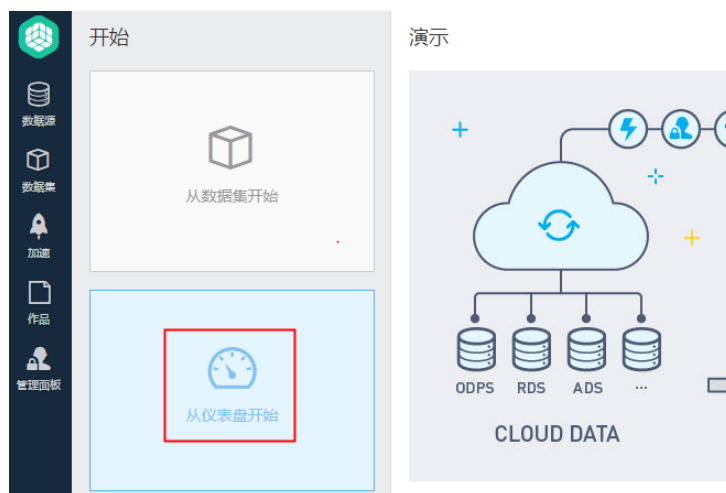 开始
演示
数据源
数据集
加速
作品
管理面板
从数据集开始
从仪表盘开始
ODPS RDS ADS ...
CLOUD DATA